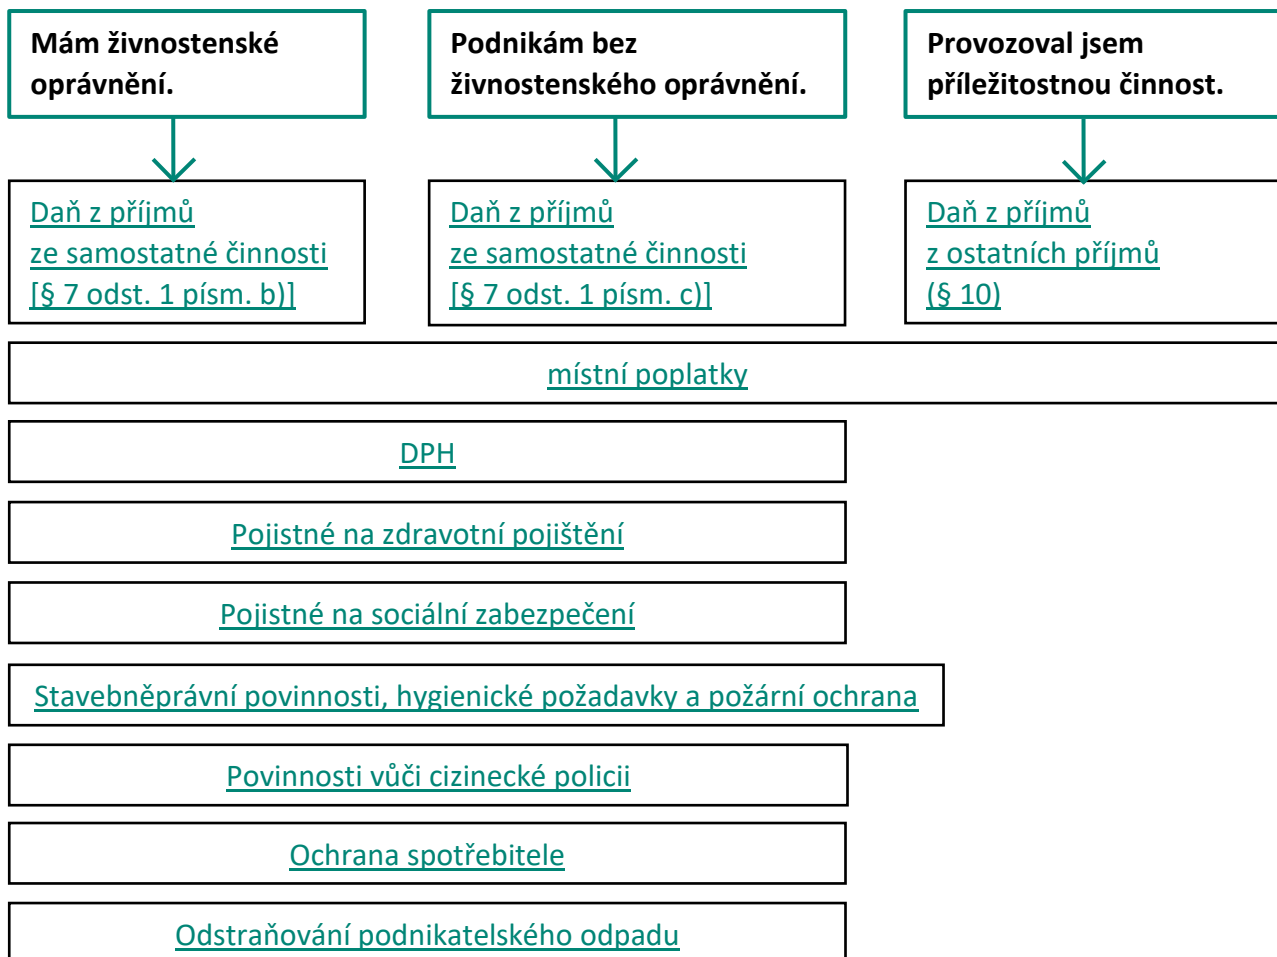 Mám živnostenské
oprávnění.
Podnikám bez
živnostenského oprávnění.
Provozoval jsem
příležitostnou činnost.
Daň z příjmů
ze samostatné činnosti
[§ 7 odst. 1 písm. b)]
Daň z příjmů
ze samostatné činnosti
[§ 7 odst. 1 písm. c)]
Daň z příjmů
z ostatních příjmů
(§ 10)
místní poplatky
DPH
Pojistné na zdravotní pojištění
Pojistné na sociální zabezpečení
Stavebněprávní povinnosti, hygienické požadavky a požární ochrana
Povinnosti vůči cizinecké policii
Ochrana spotřebitele
Odstraňování podnikatelského odpadu